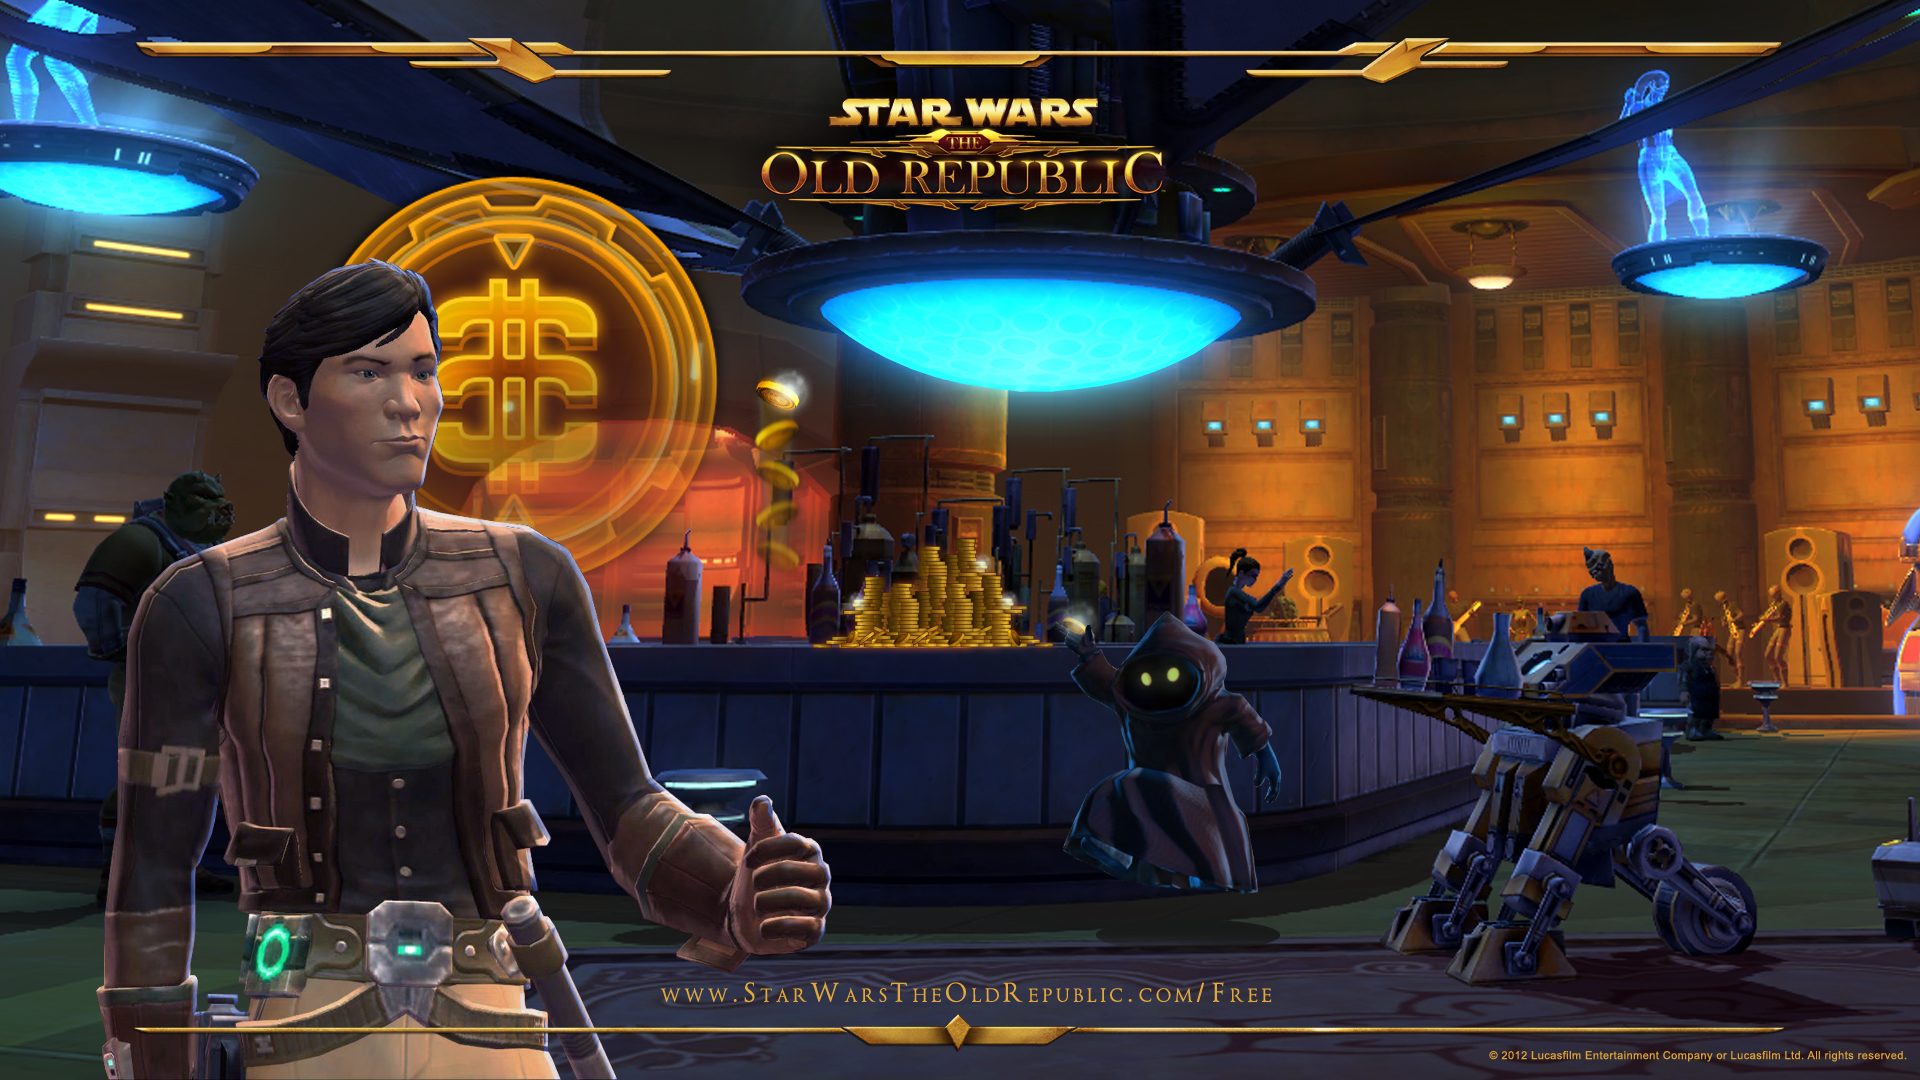 STAR WARS
THE
OLD REPUBLIC
www.StarWarsTheOldRepublic.com/Free
© 2012 Lucasfilm Entertainment Company or Lucasfilm Ltd. All rights reserved.